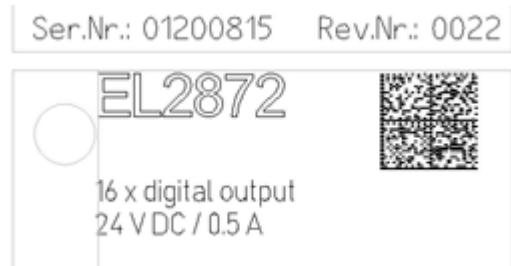 Ser.Nr.: 01200815 Rev.Nr.: 0022
EL2872
16 x digital output
24 V DC / 0.5 A